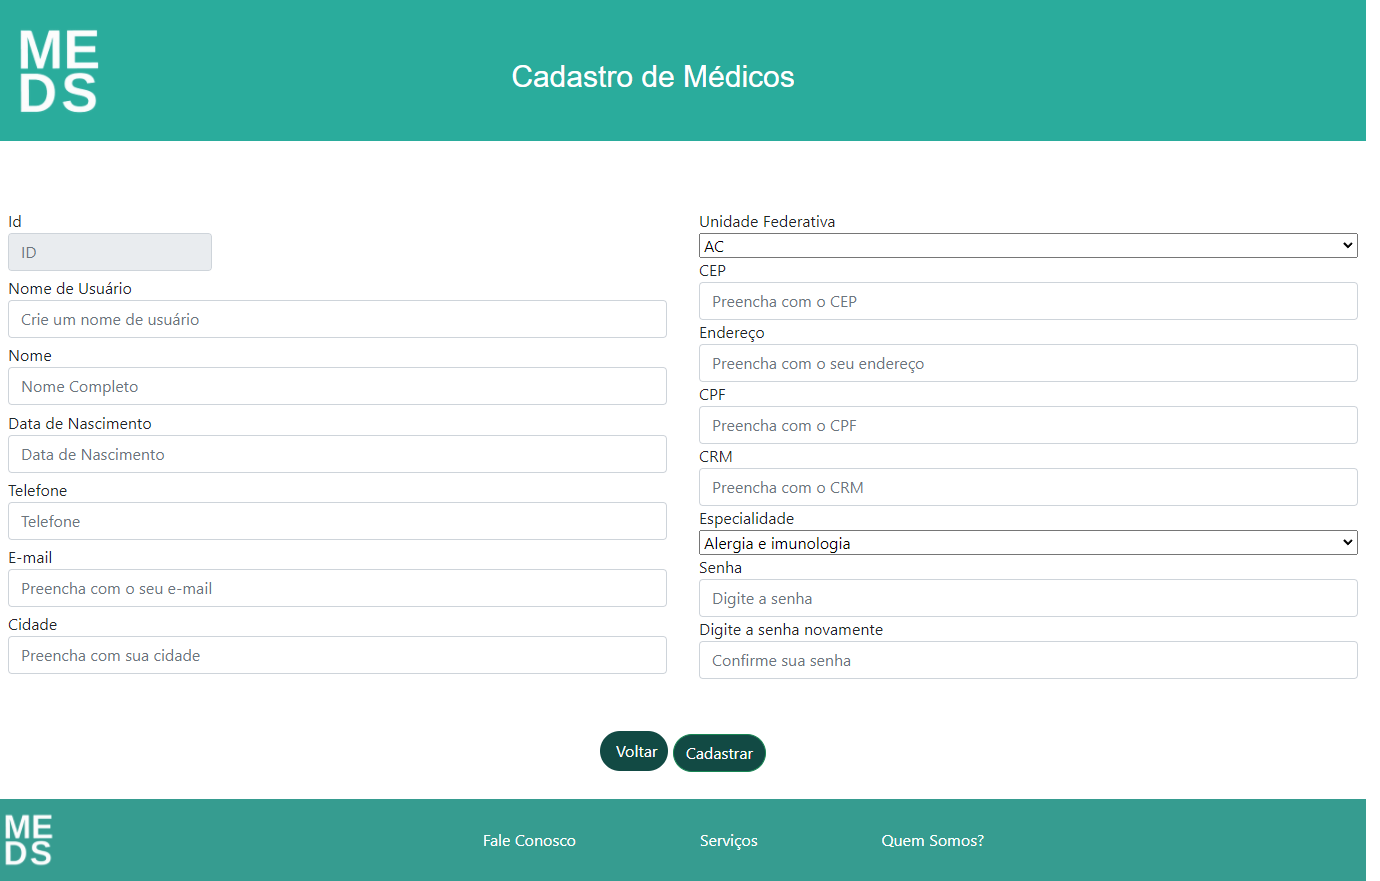 ME
DS
Cadastro de Médicos
Id
ID
Nome de Usuário
Crie um nome de usuário
Nome
Nome Completo
Data de Nascimento
Data de Nascimento
Telefone
Telefone
E-mail
Preencha com o seu e-mail
Cidade
Preencha com sua cidade
Unidade Federativa
AC
CEP
Preencha com o CEP
Endereço
Preencha com o seu endereço
CPF
Preencha com o CPF
CRM
Preencha com o CRM
Especialidade
Alergia e imunologia
Senha
Digite a senha
Digite a senha novamente
Confirme sua senha
Voltar
Cadastrar
ME
DS
Fale Conosco
Serviços
Quem Somos?